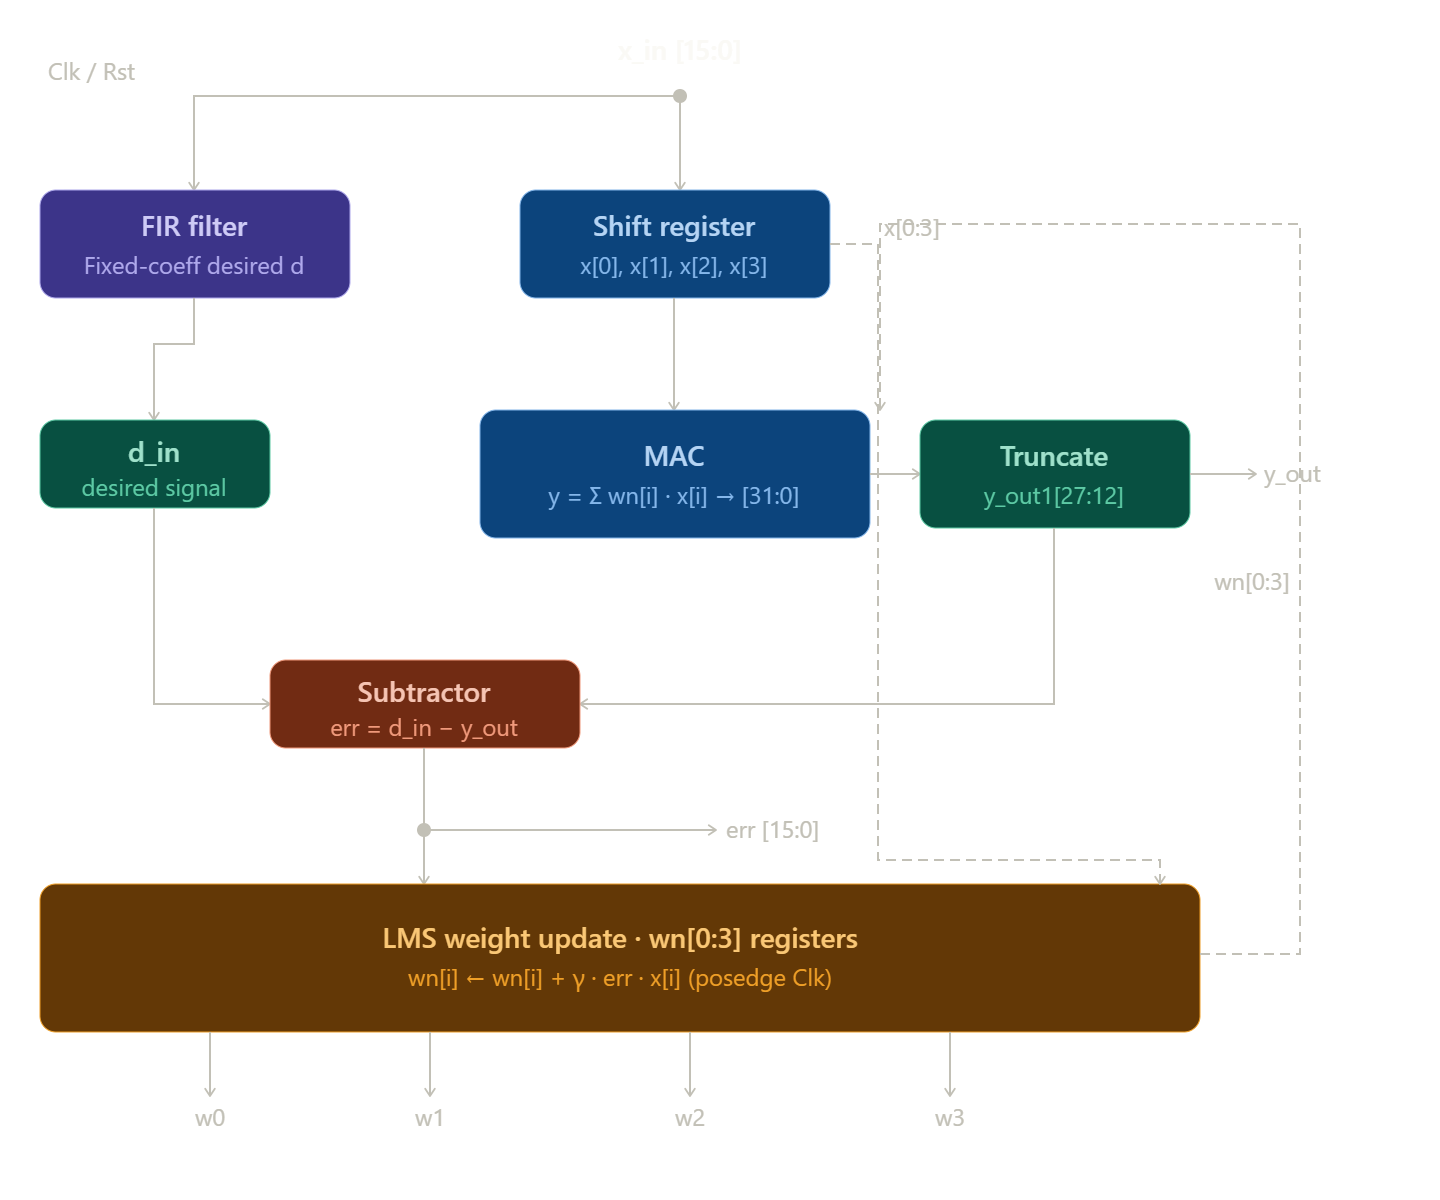 x_in [15:0]
Clk / Rst
FIR filter
Fixed-coeff desired d
Shift register
x[0], x[1], x[2], x[3]
x[0:3]
d_in
desired signal
MAC
y = Σ wn[i] · x[i] → [31:0]
Truncate
y_out1[27:12]
y_out
wn[0:3]
Subtractor
err = d_in − y_out
err [15:0]
LMS weight update · wn[0:3] registers
wn[i] ← wn[i] + γ · err · x[i] (posedge Clk)
w0
w1
w2
w3